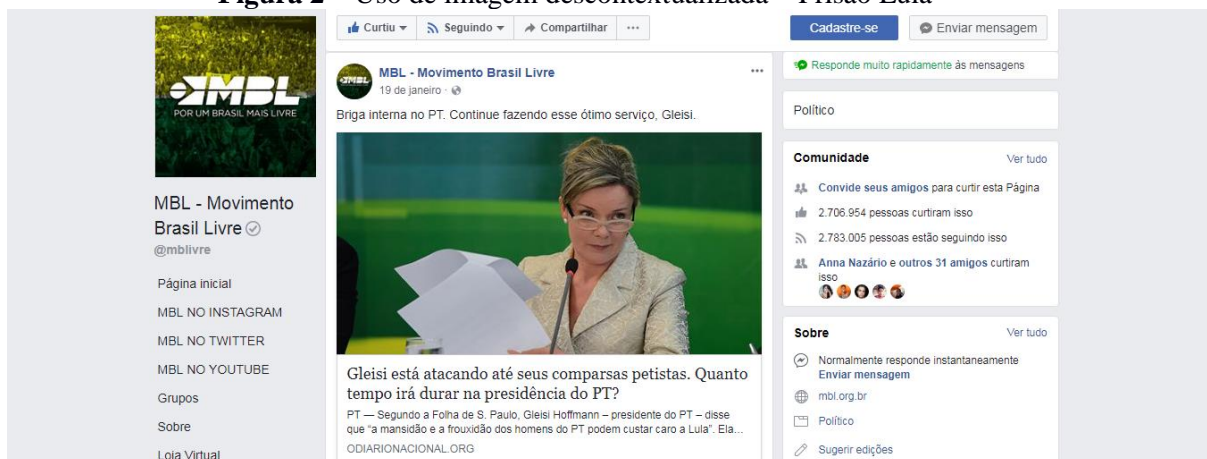 Figura 2 – Uso de imagem descontextualizada – Prisão Lula
Curtiu Seguindo Compartilhar ...
Cadastre-se Enviar mensagem
MBL
POR UM BRASIL MAIS LIVRE
MBL - Movimento
Brasil Livre
@mblivre
Página inicial
MBL NO INSTAGRAM
MBL NO TWITTER
MBL NO YOUTUBE
Grupos
Sobre
Loja Virtual
MBL - Movimento Brasil Livre
19 de janeiro ·
Briga interna no PT. Continue fazendo esse ótimo serviço, Gleisi.
Gleisi está atacando até seus comparsas petistas. Quanto
tempo irá durar na presidência do PT?
PT — Segundo a Folha de S. Paulo, Gleisi Hoffmann – presidente do PT – disse
que “a mansidão e a frouxidão dos homens do PT podem custar caro a Lula”. Ela...
ODIARIONACIONAL.ORG
Responde muito rapidamente às mensagens
Político
Comunidade Ver tudo
Convide seus amigos para curtir esta Página
2.706.954 pessoas curtiram isso
2.783.005 pessoas estão seguindo isso
Anna Nazário e outros 31 amigos curtiram
isso
Sobre Ver tudo
Normalmente responde instantaneamente
Enviar mensagem
mbl.org.br
Político
Sugerir edições